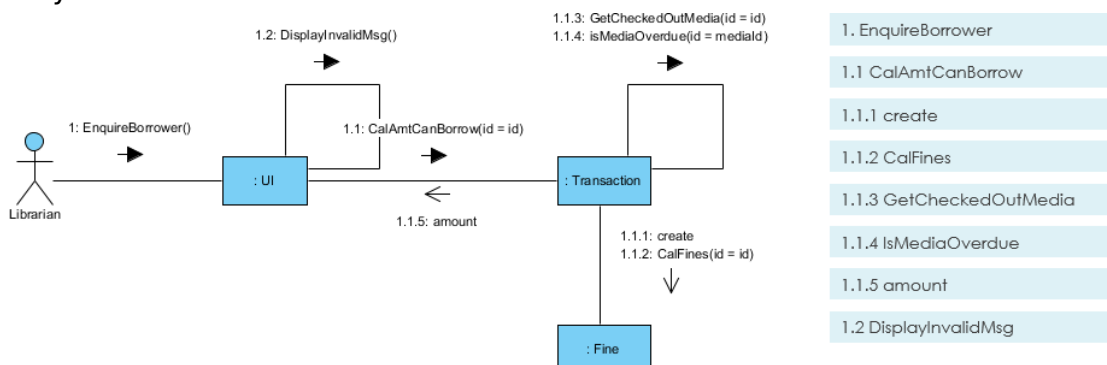 1.1.3: GetCheckedOutMedia(id = id)
1.1.4: isMediaOverdue(id = mediaId)
1.2: DisplayInvalidMsg()
1: EnquireBorrower()
1.1: CalAmtCanBorrow(id = id)
: UI
: Transaction
Librarian
1.1.5: amount
1.1.1: create
1.1.2: CalFines(id = id)
: Fine
1. EnquireBorrower
1.1 CalAmtCanBorrow
1.1.1 create
1.1.2 CalFines
1.1.3 GetCheckedOutMedia
1.1.4 IsMediaOverdue
1.1.5 amount
1.2 DisplayInvalidMsg